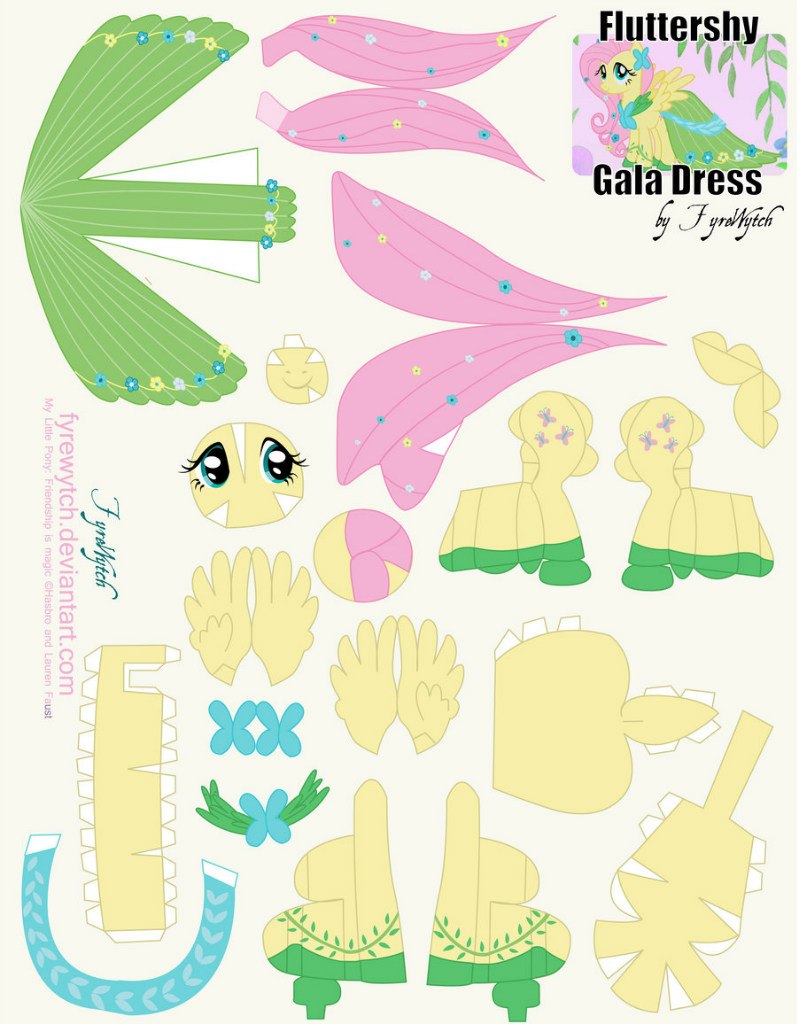 Fluttershy
Gala Dress
by FyreWytch
FyreWytch
fyrewytch.deviantart.com
My Little Pony: Friendship is magic ©Hasbro and Lauren Faust